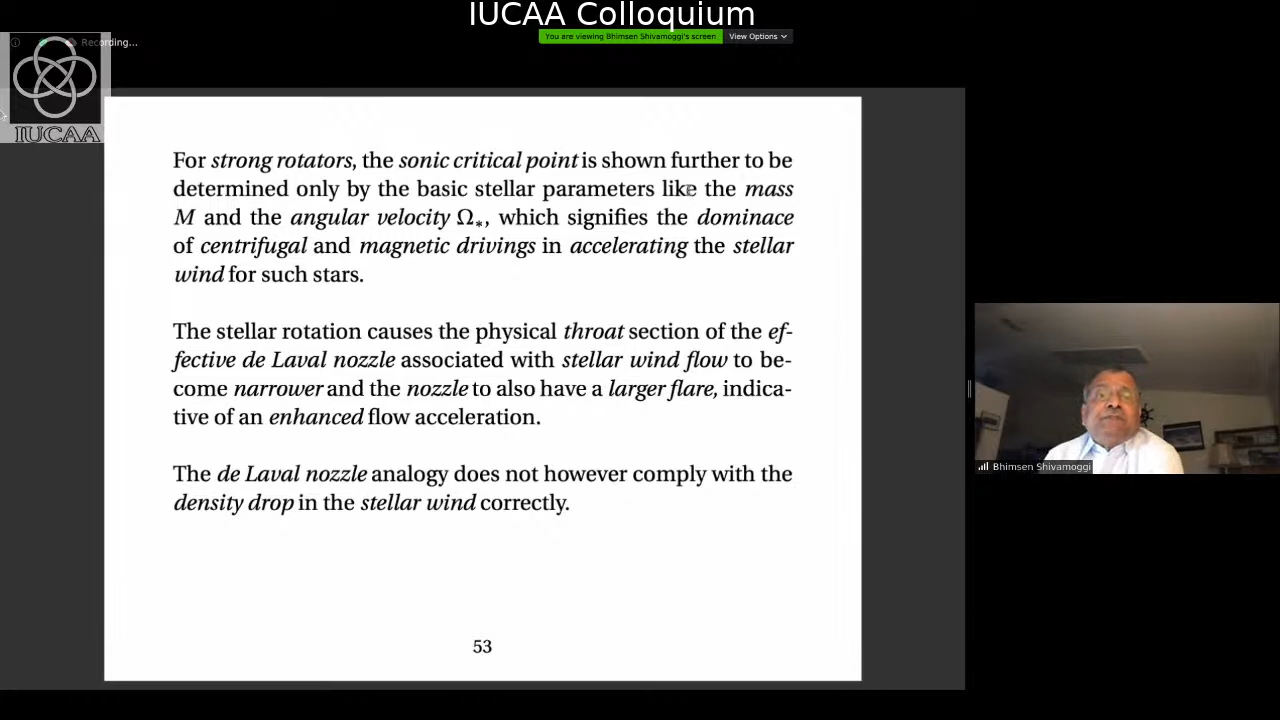 IUCAA Colloquium
You are viewing Bhimsen Shivamoggi's screen
View Options
Recording...
IUCAA
For strong rotators, the sonic critical point is shown further to be
determined only by the basic stellar parameters like the mass
M and the angular velocity Ω∗, which signifies the dominace
of centrifugal and magnetic drivings in accelerating the stellar
wind for such stars.
The stellar rotation causes the physical throat section of the ef-
fective de Laval nozzle associated with stellar wind flow to be-
come narrower and the nozzle to also have a larger flare, indica-
tive of an enhanced flow acceleration.
The de Laval nozzle analogy does not however comply with the
density drop in the stellar wind correctly.
53
Bhimsen Shivamoggi